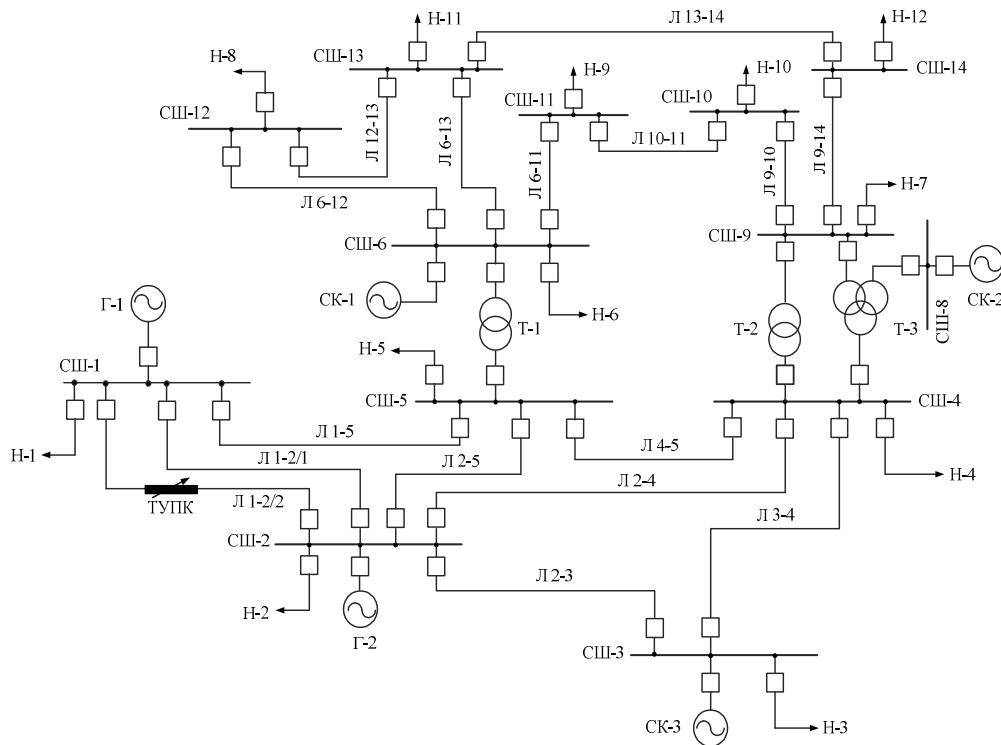 Л 13-14
Н-11
Н-12
СШ-13
СШ-14
Н-8
Н-9
Н-10
СШ-12
СШ-11
СШ-10
Л 12-13
Л 6-13
Л 6-11
Л 10-11
Л 9-10
Л 9-14
Н-7
Л 6-12
СШ-6
СШ-9
СК-1
СК-2
Г-1
Т-1
Н-6
Т-2
Т-3
СШ-8
Н-5
СШ-1
СШ-5
СШ-4
Л 1-5
Л 4-5
Н-1
Л 1-2/1
Л 2-5
Л 2-4
Н-4
ТУПК
Л 1-2/2
Л 3-4
СШ-2
Л 2-3
Н-2
Г-2
СШ-3
СК-3
Н-3